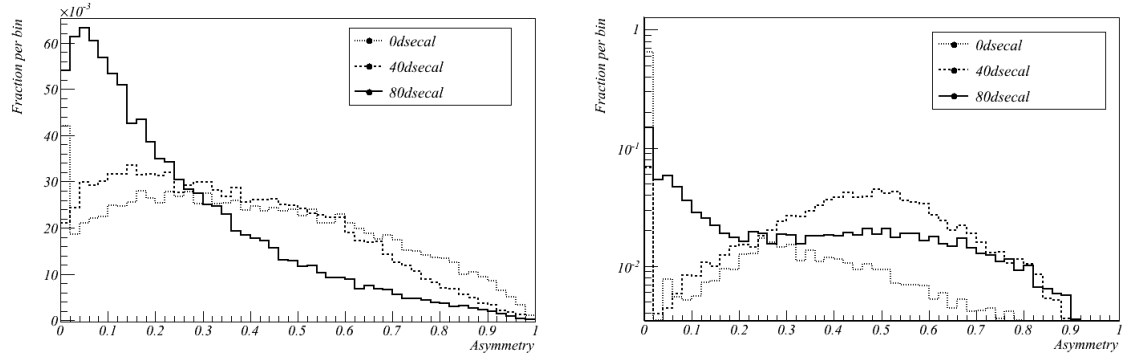 ×10⁻³
Fraction per bin
60
50
40
30
20
10
0
0 0.1 0.2 0.3 0.4 0.5 0.6 0.7 0.8 0.9 1
Asymmetry
0dsecal
40dsecal
80dsecal
Fraction per bin
1
10⁻¹
10⁻²
0 0.1 0.2 0.3 0.4 0.5 0.6 0.7 0.8 0.9 1
Asymmetry
0dsecal
40dsecal
80dsecal